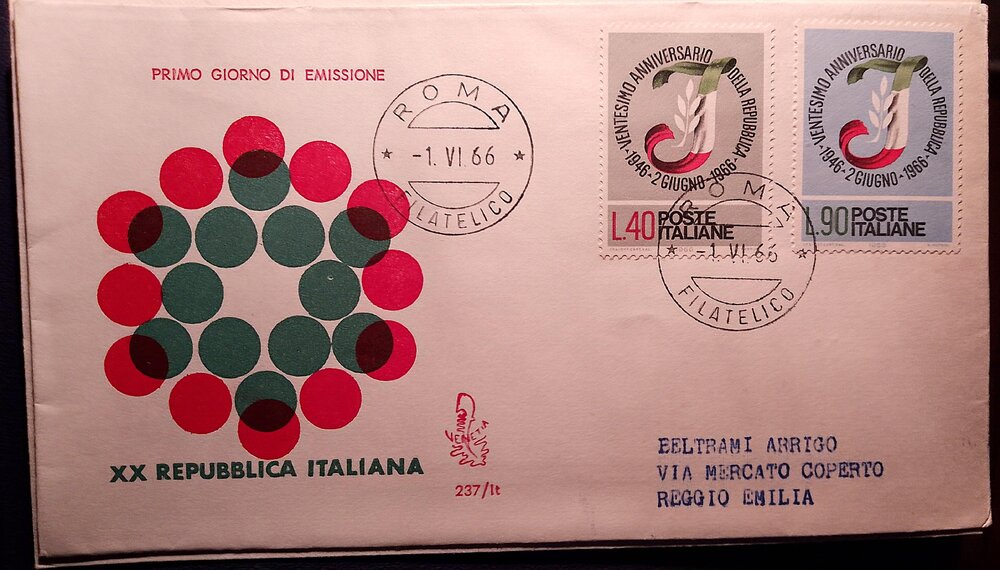 PRIMO GIORNO DI EMISSIONE
ROMA
-1. VI. 66
FILATELICO
VENTESIMO ANNIVERSARIO DELLA REPUBBLICA
1946 - 2 GIUGNO - 1966
L.40 POSTE ITALIANE
VENTESIMO ANNIVERSARIO DELLA REPUBBLICA
1946 - 2 GIUGNO - 1966
L.90 POSTE ITALIANE
ROMA
-1. VI. 66
FILATELICO
XX REPUBBLICA ITALIANA
VENETIA
237/It
BELTRAMI ARRIGO
VIA MERCATO COPERTO
REGGIO EMILIA